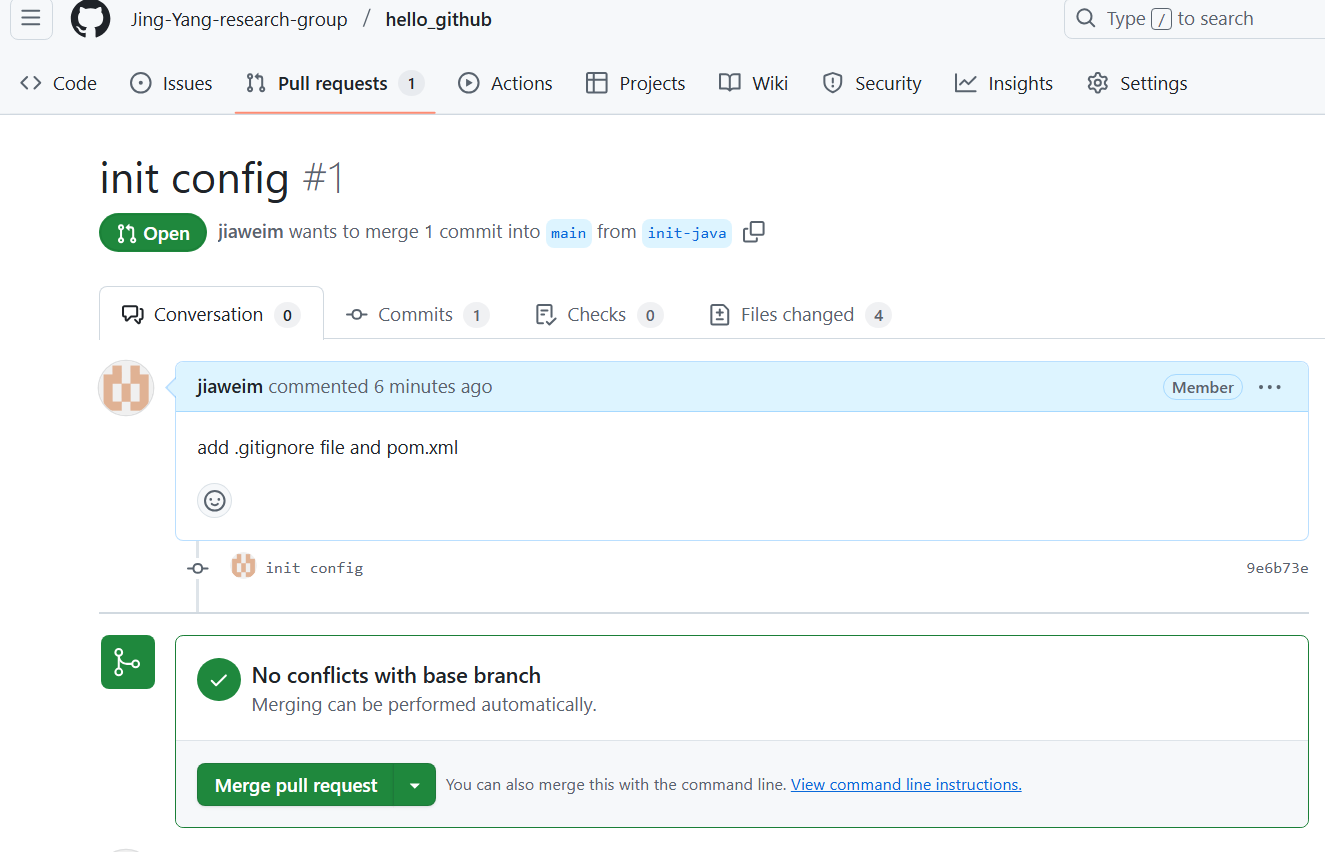 Jing-Yang-research-group / hello_github
Type / to search
Code Issues Pull requests 1 Actions Projects Wiki Security Insights Settings
init config #1
Open jiaweim wants to merge 1 commit into main from init-java
Conversation 0 Commits 1 Checks 0 Files changed 4
jiaweim commented 6 minutes ago Member ...
add .gitignore file and pom.xml
init config 9e6b73e
No conflicts with base branch
Merging can be performed automatically.
Merge pull request You can also merge this with the command line. View command line instructions.